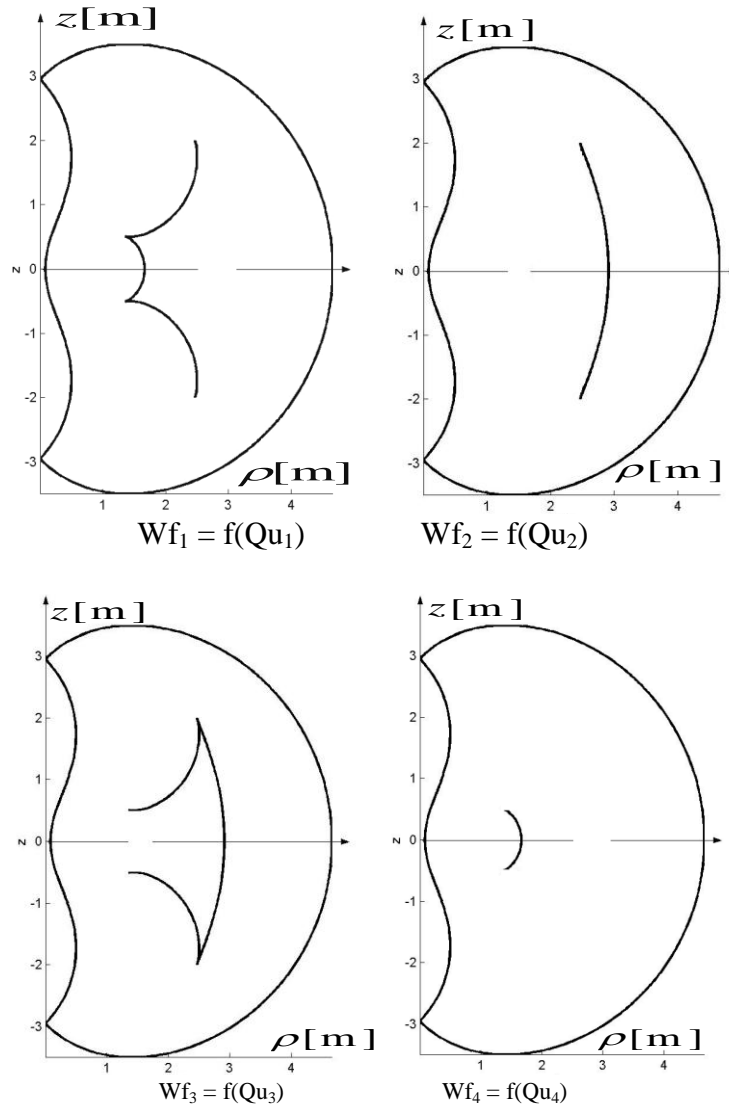 z[m]
3
2
1
z 0
-1
-2
-3
ρ[m]
1 2 3 4
Wf₁ = f(Qu₁)
z[m]
3
2
1
z 0
-1
-2
-3
ρ[m]
1 2 3 4
Wf₂ = f(Qu₂)
z[m]
3
2
1
z 0
-1
-2
-3
ρ[m]
1 2 3 4
Wf₃ = f(Qu₃)
z[m]
3
2
1
z 0
-1
-2
-3
ρ[m]
1 2 3 4
Wf₄ = f(Qu₄)